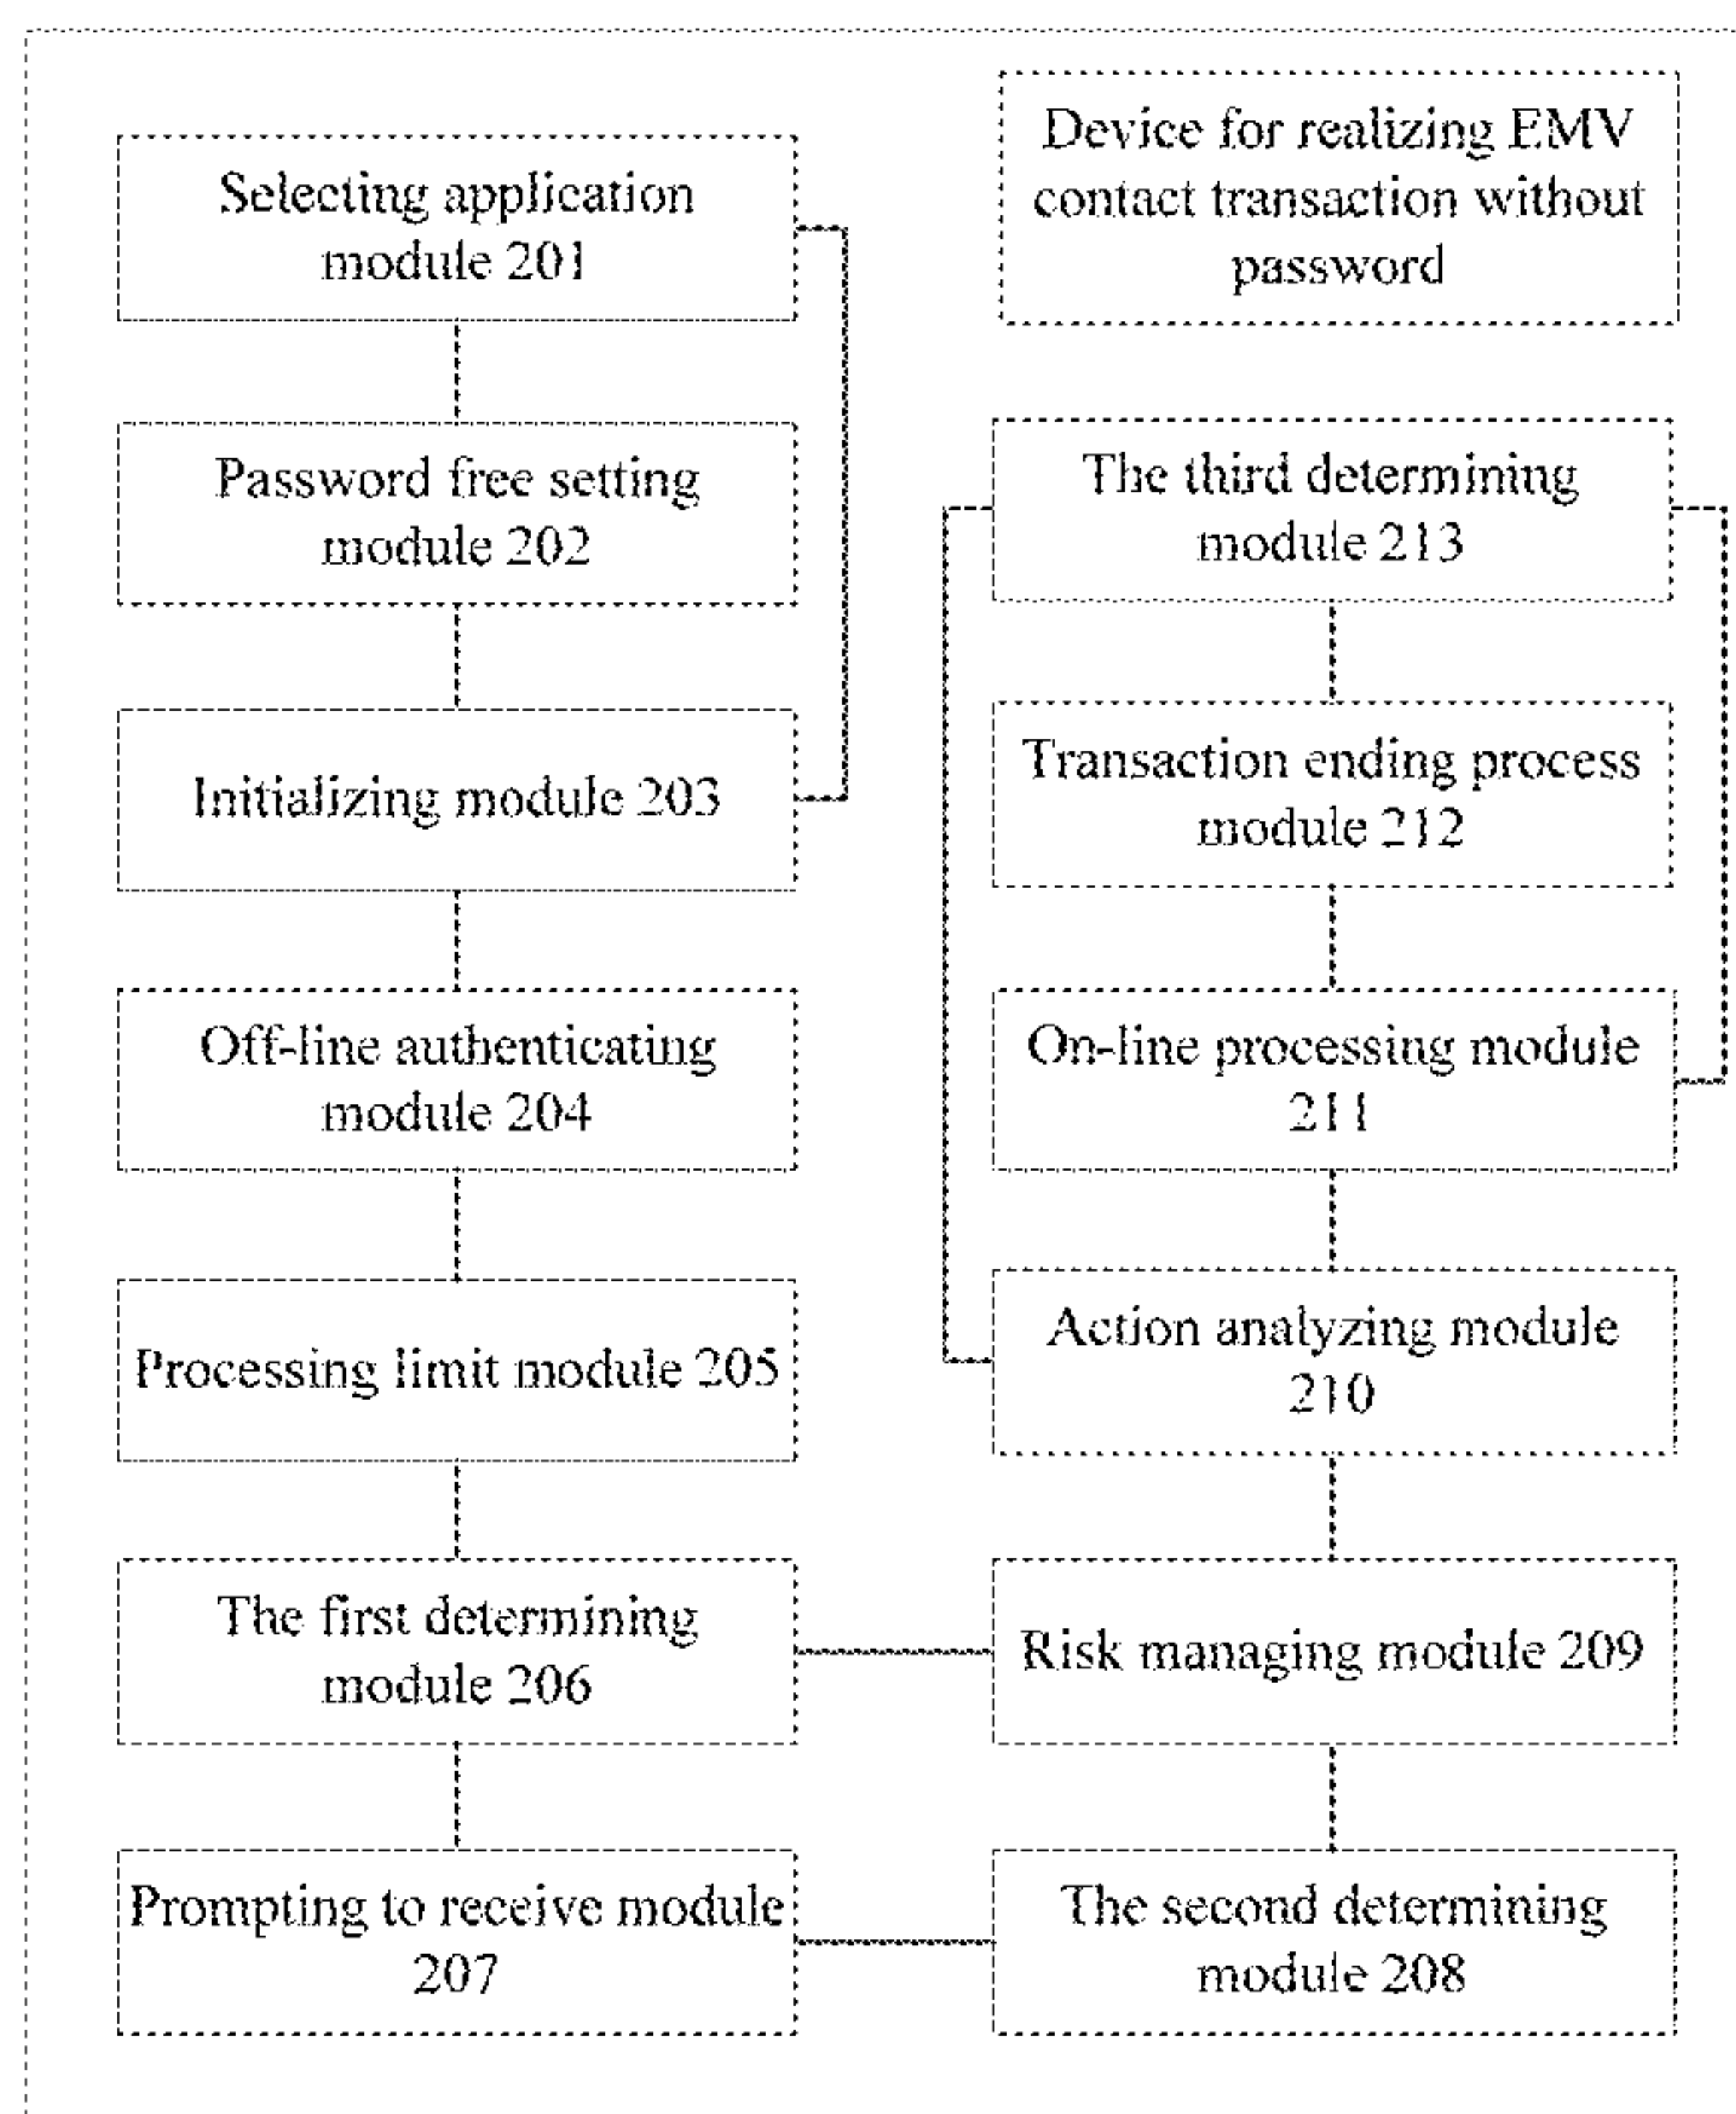 Device for realizing EMV
contact transaction without
password
Selecting application
module 201
Password free setting
module 202
Initializing module 203
Off-line authenticating
module 204
Processing limit module 205
The first determining
module 206
Prompting to receive module
207
The third determining
module 213
Transaction ending process
module 212
On-line processing module
211
Action analyzing module
210
Risk managing module 209
The second determining
module 208